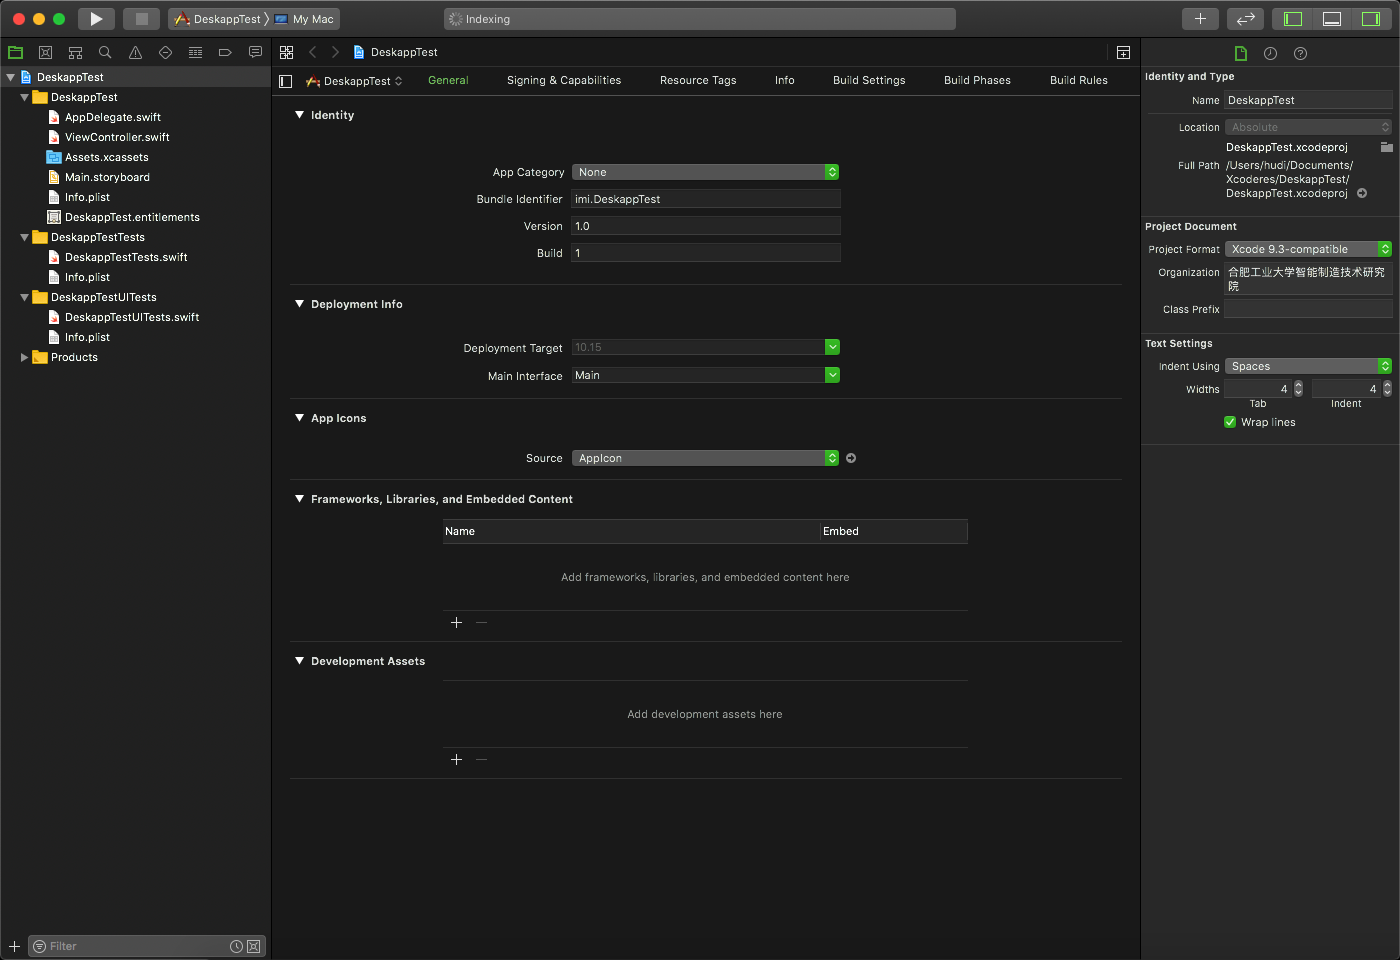 DeskappTest
My Mac
Indexing
DeskappTest
DeskappTest
AppDelegate.swift
ViewController.swift
Assets.xcassets
Main.storyboard
Info.plist
DeskappTest.entitlements
DeskappTestTests
DeskappTestTests.swift
Info.plist
DeskappTestUITests
DeskappTestUITests.swift
Info.plist
Products
Filter
DeskappTest
DeskappTest
General
Signing & Capabilities
Resource Tags
Info
Build Settings
Build Phases
Build Rules
Identity
App Category None
Bundle Identifier imi.DeskappTest
Version 1.0
Build 1
Deployment Info
Deployment Target 10.15
Main Interface Main
App Icons
Source AppIcon
Frameworks, Libraries, and Embedded Content
Name Embed
Add frameworks, libraries, and embedded content here
Development Assets
Add development assets here
Identity and Type
Name DeskappTest
Location Absolute
DeskappTest.xcodeproj
Full Path /Users/hudi/Documents/
Xcoderes/DeskappTest/
DeskappTest.xcodeproj
Project Document
Project Format Xcode 9.3-compatible
Organization 合肥工业大学智能制造技术研究
院
Class Prefix
Text Settings
Indent Using Spaces
Widths 4 4
Tab Indent
Wrap lines